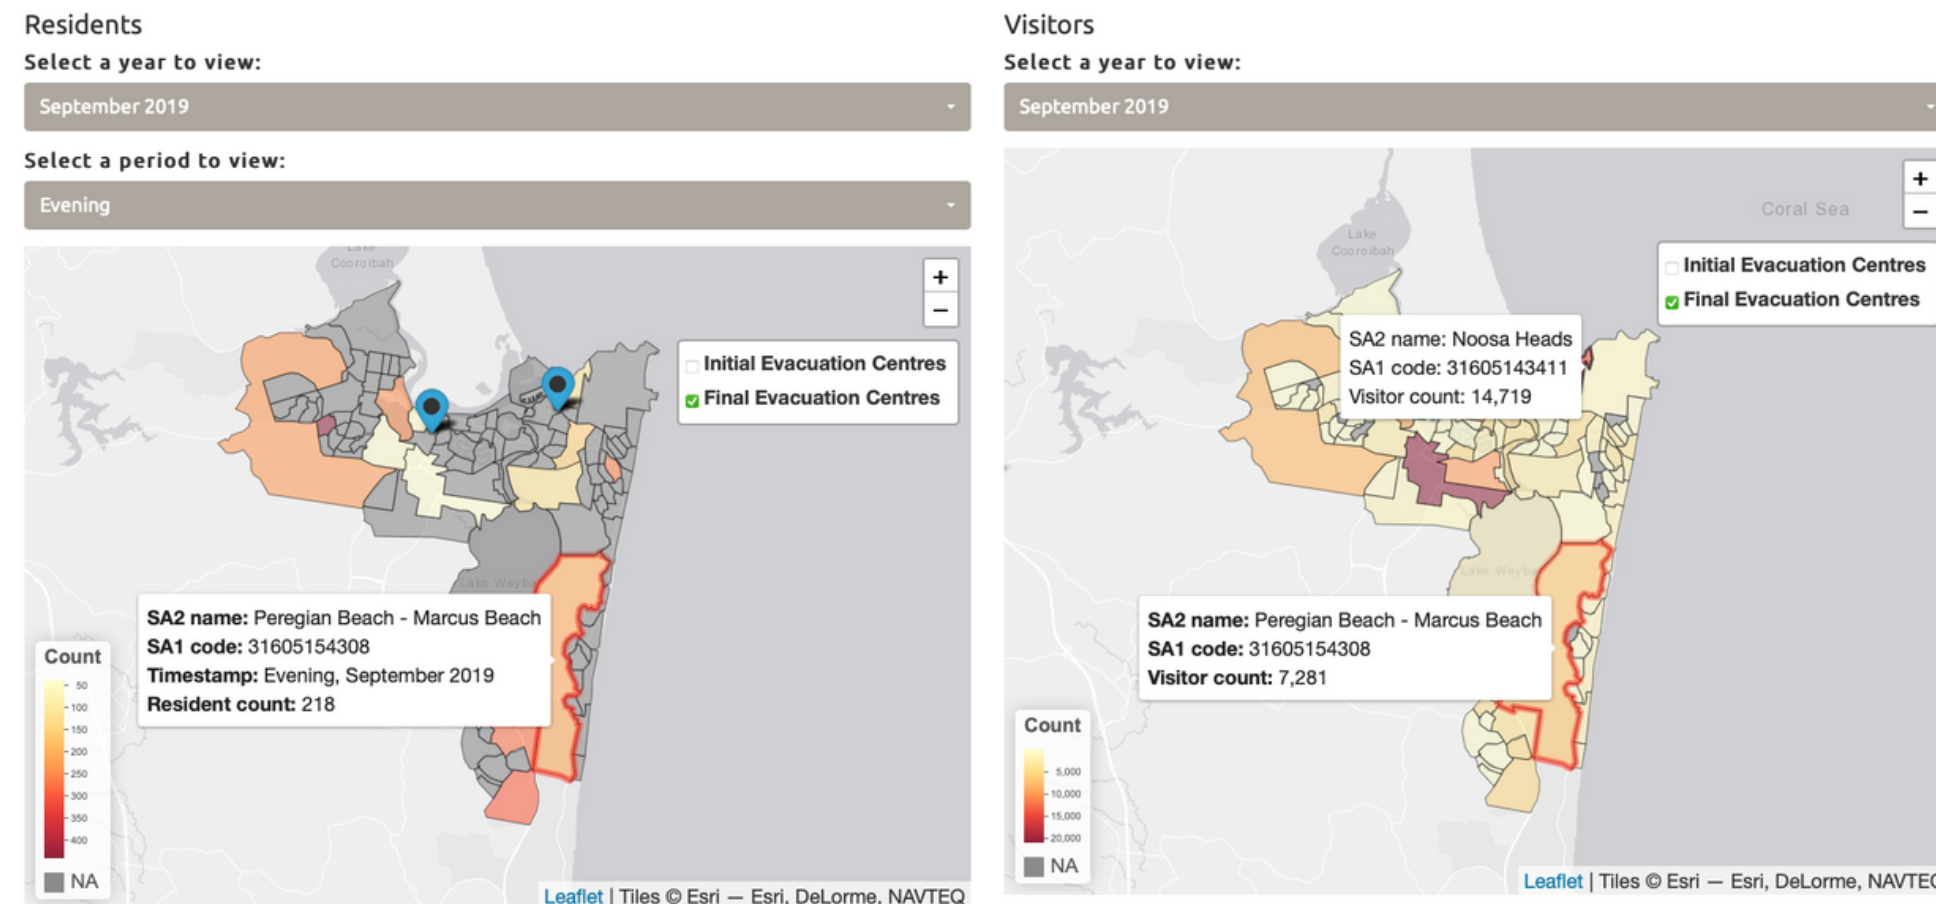 Residents
Select a year to view:
September 2019
Select a period to view:
Evening
Lake
Cooroibah
+
−
Initial Evacuation Centres
Final Evacuation Centres
Lake Weyba
SA2 name: Peregian Beach - Marcus Beach
SA1 code: 31605154308
Timestamp: Evening, September 2019
Resident count: 218
Count
50
100
150
200
250
300
350
400
NA
Leaflet | Tiles © Esri — Esri, DeLorme, NAVTEQ
Visitors
Select a year to view:
September 2019
Coral Sea
Lake
Cooroibah
+
−
Initial Evacuation Centres
Final Evacuation Centres
SA2 name: Noosa Heads
SA1 code: 31605143411
Visitor count: 14,719
Lake Weyba
SA2 name: Peregian Beach - Marcus Beach
SA1 code: 31605154308
Visitor count: 7,281
Count
5,000
10,000
15,000
20,000
NA
Leaflet | Tiles © Esri — Esri, DeLorme, NAVTEQ